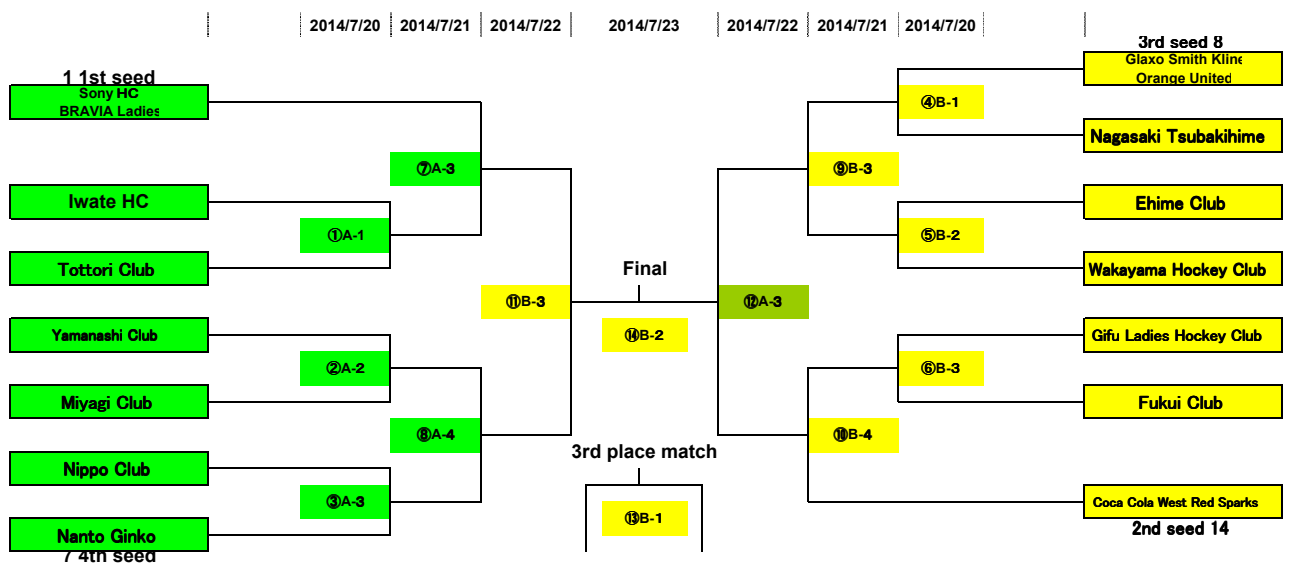 2014/7/20 2014/7/21 2014/7/22 2014/7/23 2014/7/22 2014/7/21 2014/7/20
1 1st seed
Sony HC
BRAVIA Ladies
Iwate HC
Tottori Club
Yamanashi Club
Miyagi Club
Nippo Club
Nanto Ginko
7 4th seed
①A-1
②A-2
③A-3
⑦A-3
⑧A-4
⑪B-3
Final
⑭B-2
3rd place match
⑬B-1
⑫A-3
⑨B-3
⑩B-4
④B-1
⑤B-2
⑥B-3
3rd seed 8
Glaxo Smith Kline
Orange United
Nagasaki Tsubakihime
Ehime Club
Wakayama Hockey Club
Gifu Ladies Hockey Club
Fukui Club
Coca Cola West Red Sparks
2nd seed 14